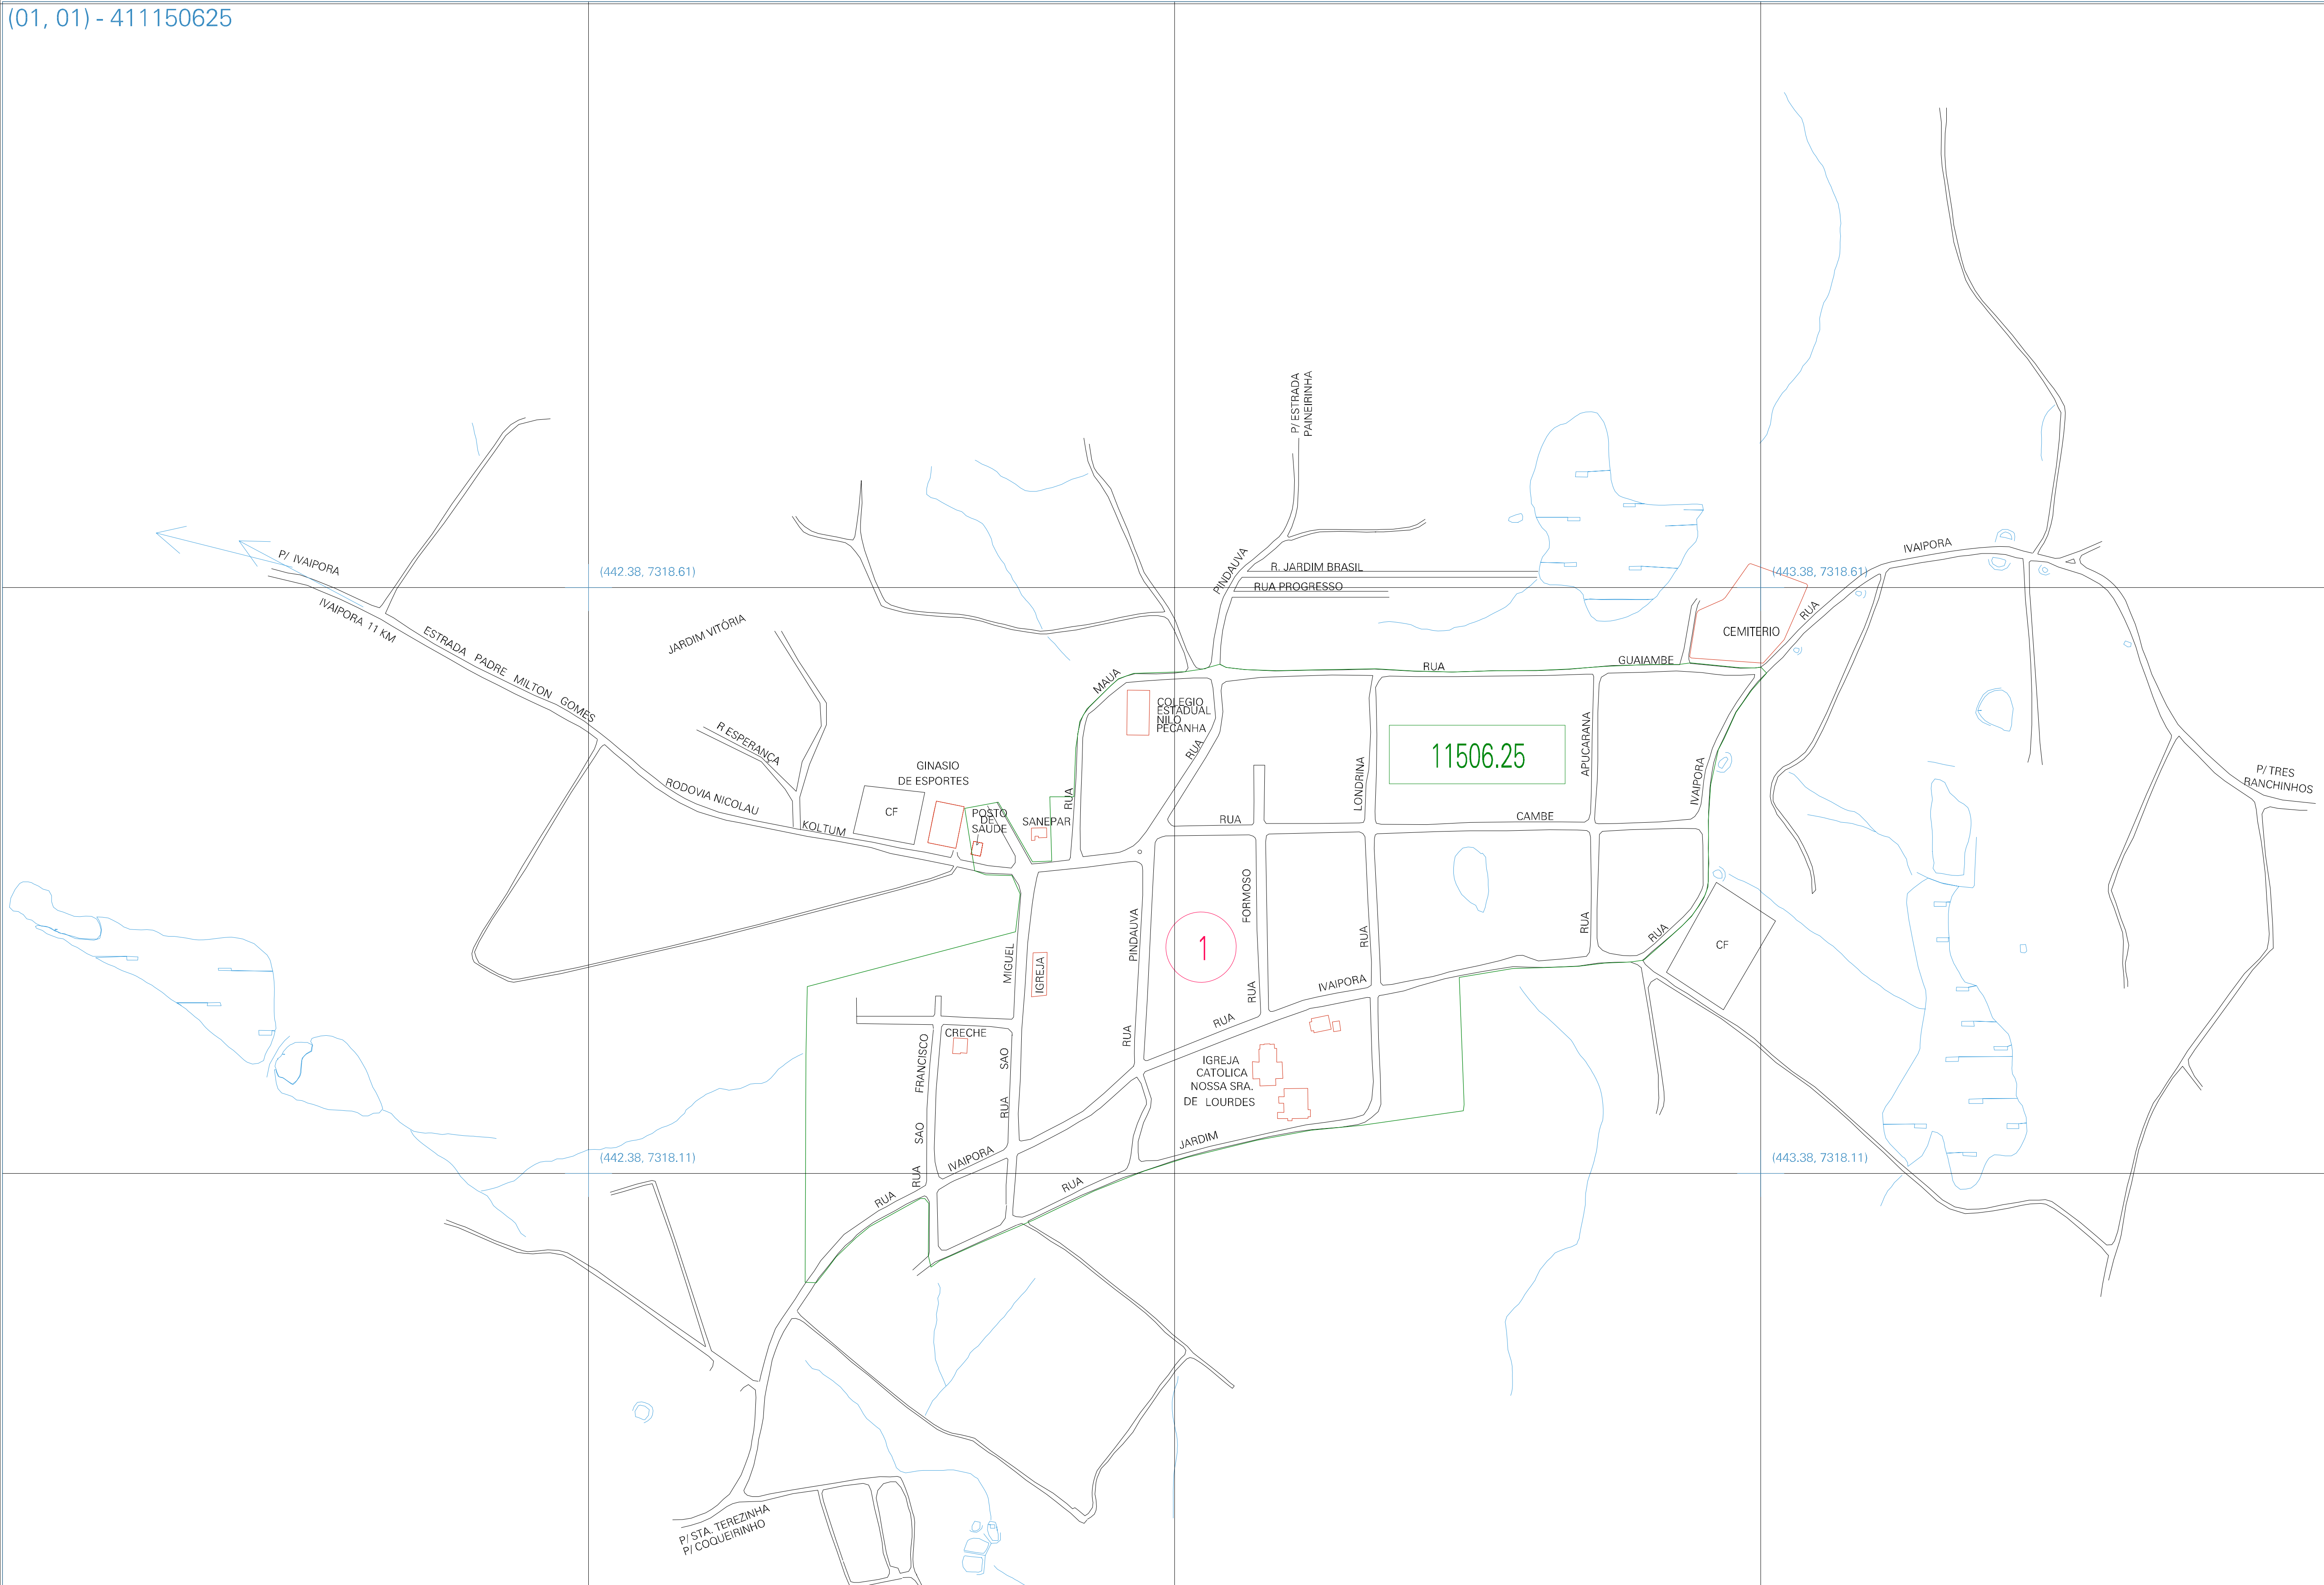 (01, 01) - 411150625
P/ ESTRADA
PAINEIRINHA
IVAIPORA
P/ IVAIPORA
PINDAUVA
R. JARDIM BRASIL
RUA PROGRESSO
(442.38, 7318.61)
(443.38, 7318.61)
IVAIPORA 11 KM
ESTRADA PADRE MILTON GOMES
JARDIM VITÓRIA
RUA
CEMITERIO
RUA GUAIAMBE
MAUA
COLEGIO
ESTADUAL
NILO
PECANHA
R ESPERANÇA
RUA
11506.25
APUCARANA
LONDRINA
IVAIPORA
P/ TRES
RANCHINHOS
GINASIO
DE ESPORTES
RODOVIA NICOLAU
KOLTUM
CF
POSTO
DE
SAUDE
SANEPAR
RUA
RUA
CAMBE
FORMOSO
PINDAUVA
1
RUA
RUA
RUA
CF
MIGUEL
IGREJA
RUA
IVAIPORA
RUA
RUA
CRECHE
FRANCISCO
SAO
RUA
SAO
RUA
IGREJA
CATOLICA
NOSSA SRA.
DE LOURDES
JARDIM
IVAIPORA
(442.38, 7318.11)
(443.38, 7318.11)
RUA
RUA
P/ STA. TEREZINHA
P/ COQUEIRINHO